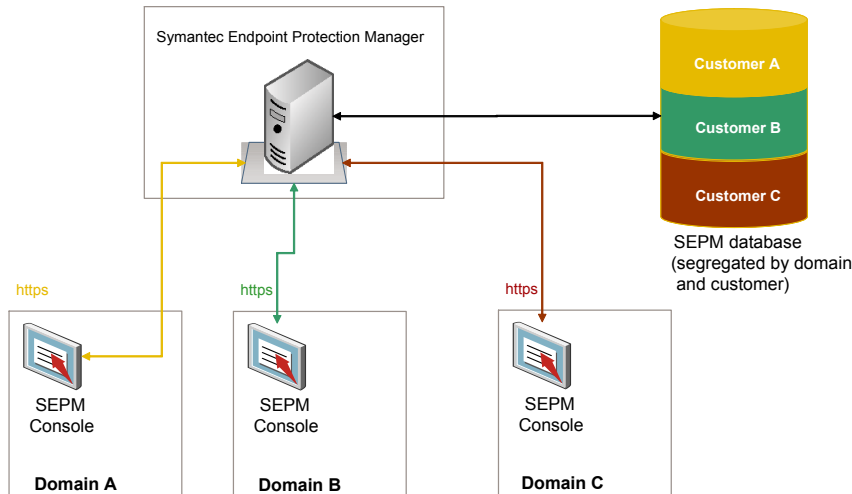 Symantec Endpoint Protection Manager
Customer A
Customer B
Customer C
SEPM database
(segregated by domain
and customer)
https
https
https
SEPM
Console
SEPM
Console
SEPM
Console
Domain A
Domain B
Domain C